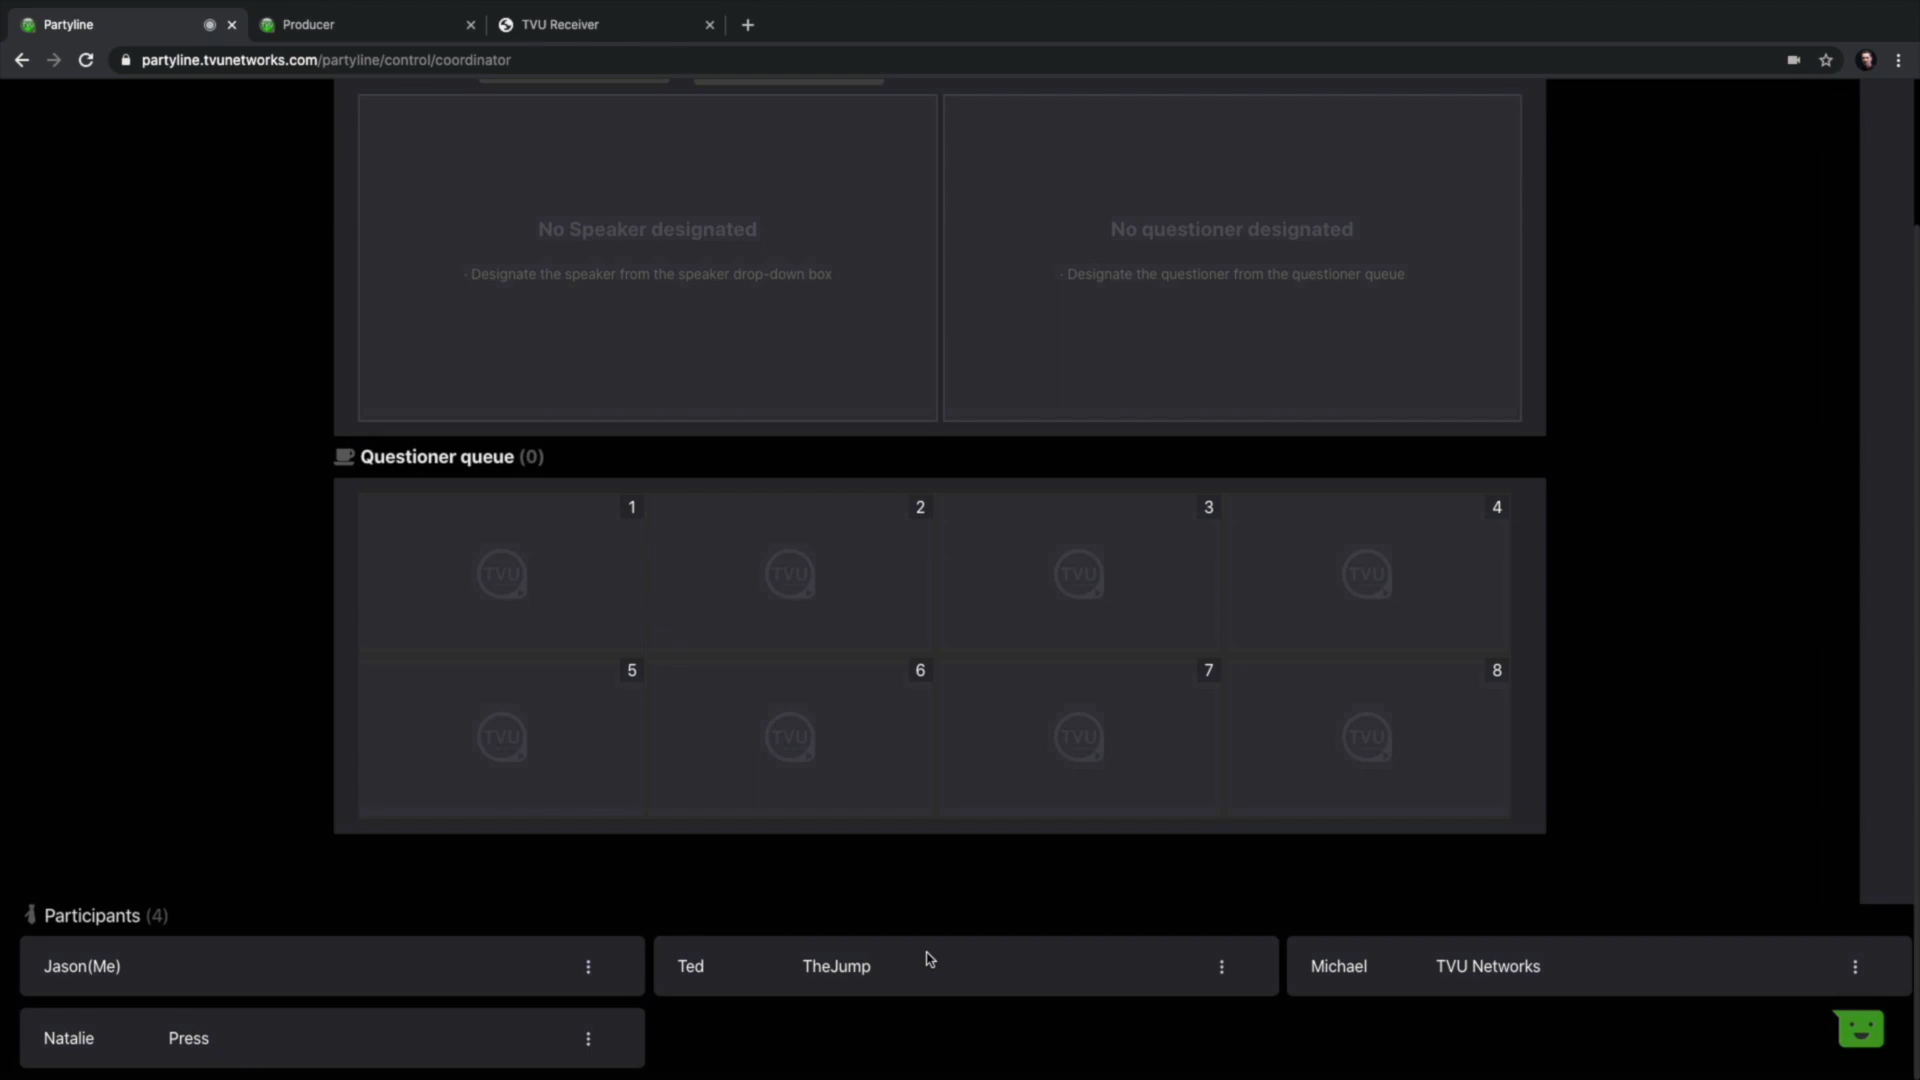 Partyline
Producer
TVU Receiver
partyline.tvunetworks.com/partyline/control/coordinator
No Speaker designated
No questioner designated
· Designate the speaker from the speaker drop-down box
· Designate the questioner from the questioner queue
Questioner queue (0)
1 2 3 4
TVU TVU TVU TVU
5 6 7 8
TVU TVU TVU TVU
Participants (4)
Jason(Me)
Ted TheJump
Michael TVU Networks
Natalie Press